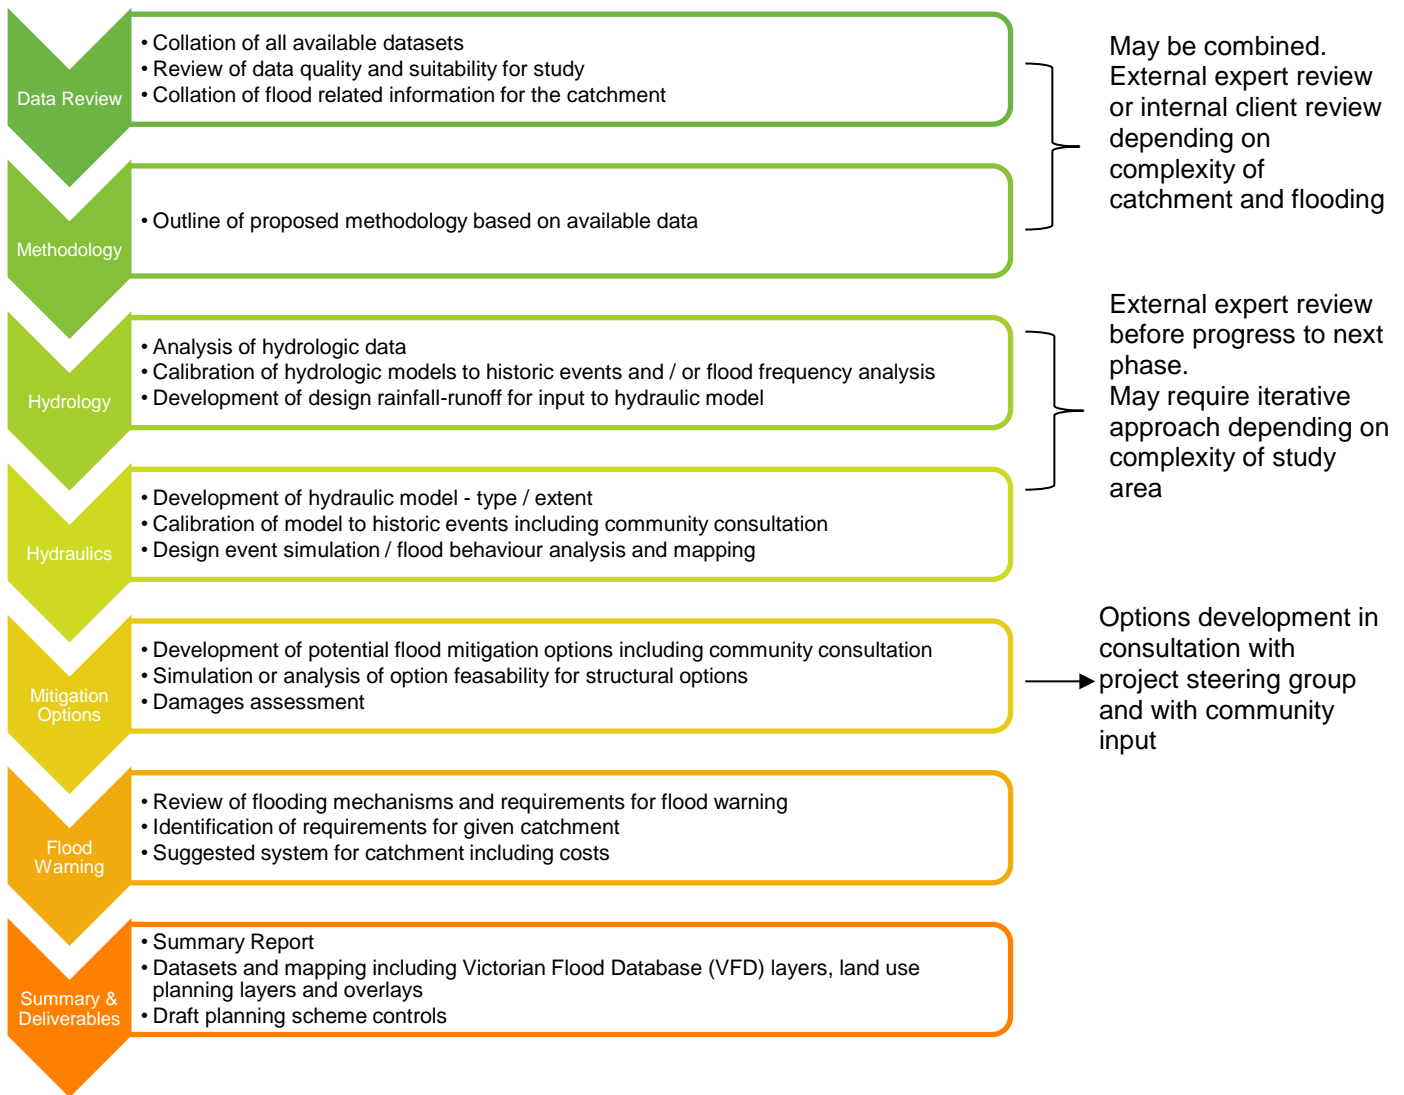 Data Review
• Collation of all available datasets
• Review of data quality and suitability for study
• Collation of flood related information for the catchment
May be combined.
External expert review
or internal client review
depending on
complexity of
catchment and flooding
Methodology
• Outline of proposed methodology based on available data
Hydrology
• Analysis of hydrologic data
• Calibration of hydrologic models to historic events and / or flood frequency analysis
• Development of design rainfall-runoff for input to hydraulic model
External expert review
before progress to next
phase.
May require iterative
approach depending on
complexity of study
area
Hydraulics
• Development of hydraulic model - type / extent
• Calibration of model to historic events including community consultation
• Design event simulation / flood behaviour analysis and mapping
Mitigation
Options
• Development of potential flood mitigation options including community consultation
• Simulation or analysis of option feasability for structural options
• Damages assessment
Options development in
consultation with
project steering group
and with community
input
Flood
Warning
• Review of flooding mechanisms and requirements for flood warning
• Identification of requirements for given catchment
• Suggested system for catchment including costs
Summary &
Deliverables
• Summary Report
• Datasets and mapping including Victorian Flood Database (VFD) layers, land use
planning layers and overlays
• Draft planning scheme controls